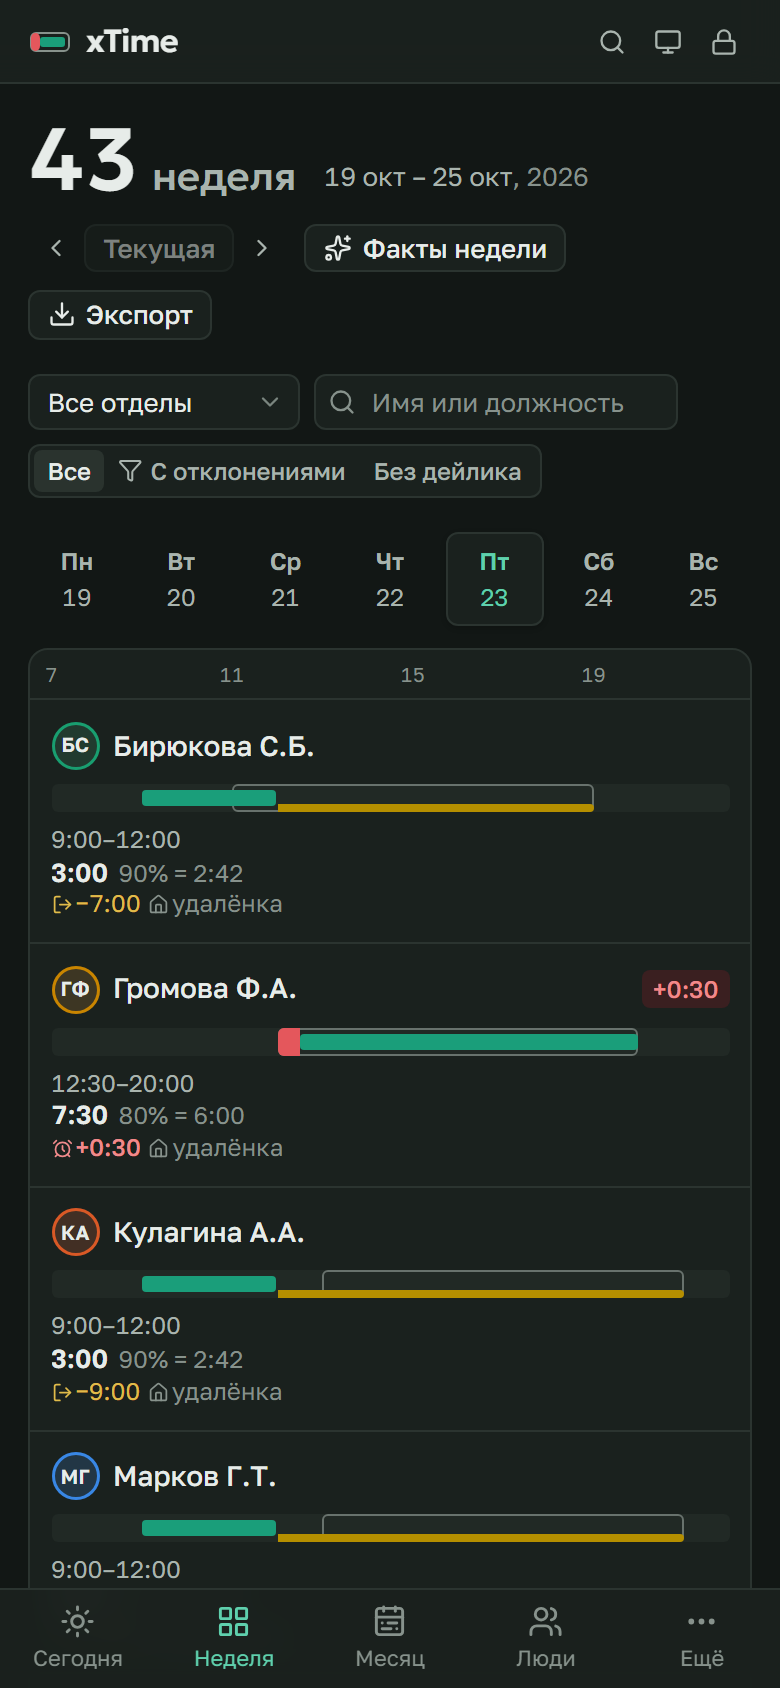 xTime
43 неделя 19 окт – 25 окт, 2026
Текущая Факты недели
Экспорт
Все отделы Имя или должность
Все С отклонениями Без дейлика
Пн Вт Ср Чт Пт Сб Вс
19 20 21 22 23 24 25
7 11 15 19
БС Бирюкова С.Б.
9:00–12:00
3:00 90% = 2:42
−7:00 удалёнка
ГФ Громова Ф.А. +0:30
12:30–20:00
7:30 80% = 6:00
+0:30 удалёнка
КА Кулагина А.А.
9:00–12:00
3:00 90% = 2:42
−9:00 удалёнка
МГ Марков Г.Т.
9:00–12:00
Сегодня Неделя Месяц Люди Ещё